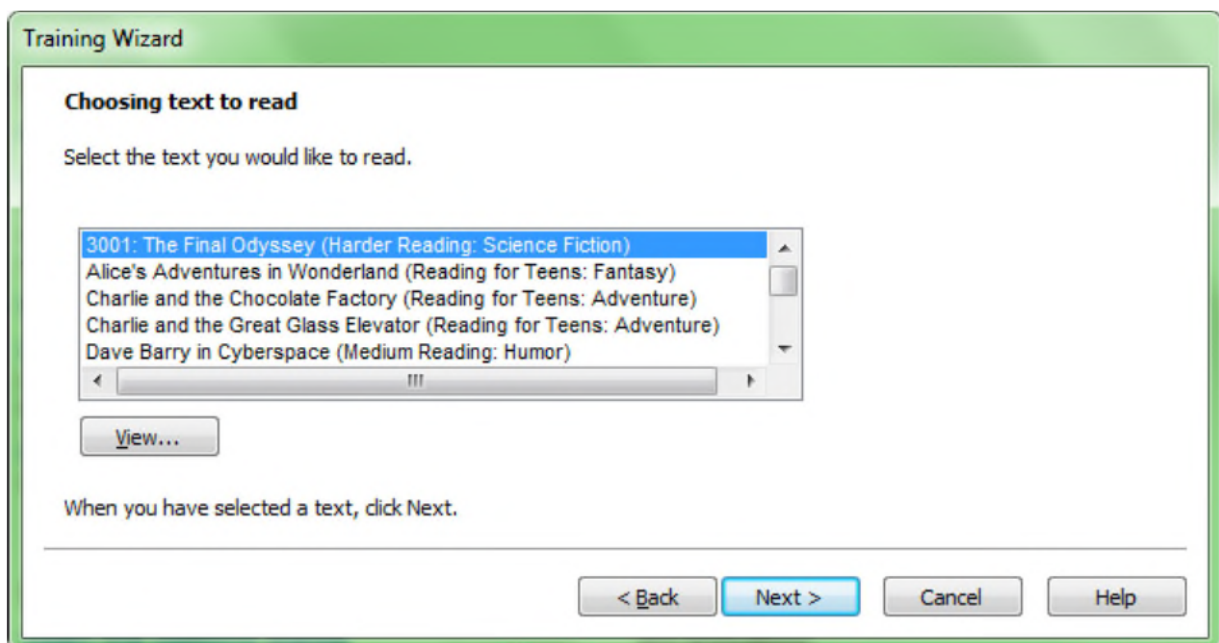 Training Wizard
Choosing text to read
Select the text you would like to read.
3001: The Final Odyssey (Harder Reading: Science Fiction)
Alice's Adventures in Wonderland (Reading for Teens: Fantasy)
Charlie and the Chocolate Factory (Reading for Teens: Adventure)
Charlie and the Great Glass Elevator (Reading for Teens: Adventure)
Dave Barry in Cyberspace (Medium Reading: Humor)
View...
When you have selected a text, click Next.
< Back Next > Cancel Help